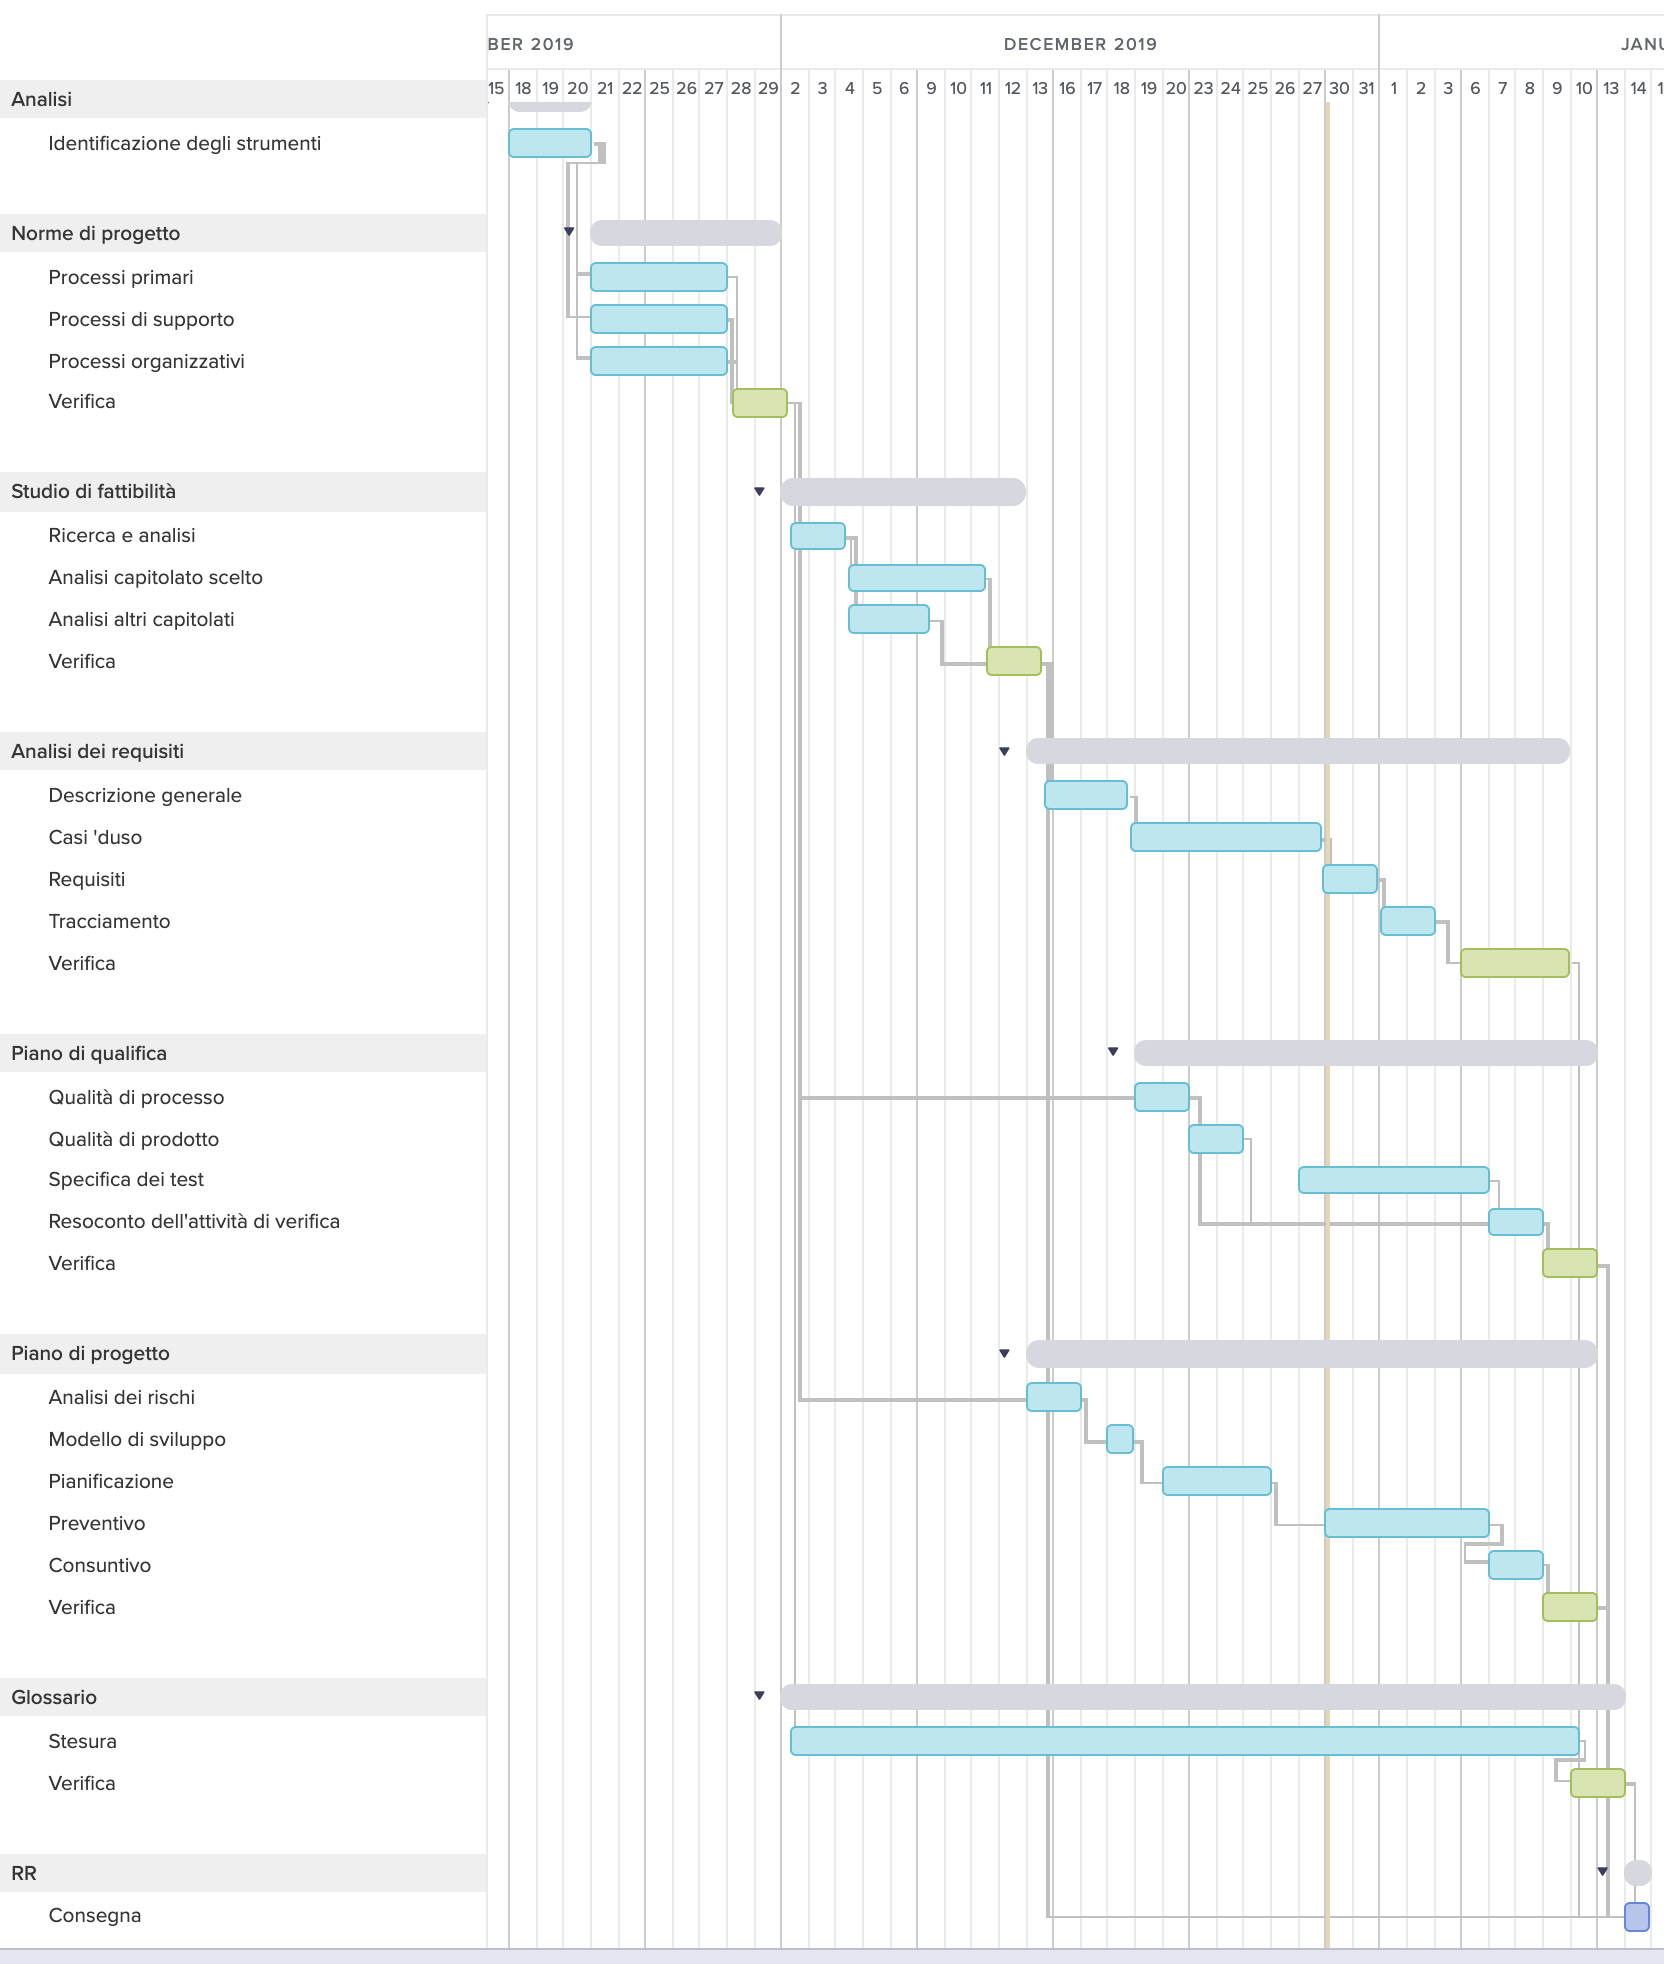 BER 2019 DECEMBER 2019 JANU
15 18 19 20 21 22 25 26 27 28 29 2 3 4 5 6 9 10 11 12 13 16 17 18 19 20 23 24 25 26 27 30 31 1 2 3 6 7 8 9 10 13 14 1
Analisi
Identificazione degli strumenti
Norme di progetto
Processi primari
Processi di supporto
Processi organizzativi
Verifica
Studio di fattibilità
Ricerca e analisi
Analisi capitolato scelto
Analisi altri capitolati
Verifica
Analisi dei requisiti
Descrizione generale
Casi 'duso
Requisiti
Tracciamento
Verifica
Piano di qualifica
Qualità di processo
Qualità di prodotto
Specifica dei test
Resoconto dell'attività di verifica
Verifica
Piano di progetto
Analisi dei rischi
Modello di sviluppo
Pianificazione
Preventivo
Consuntivo
Verifica
Glossario
Stesura
Verifica
RR
Consegna